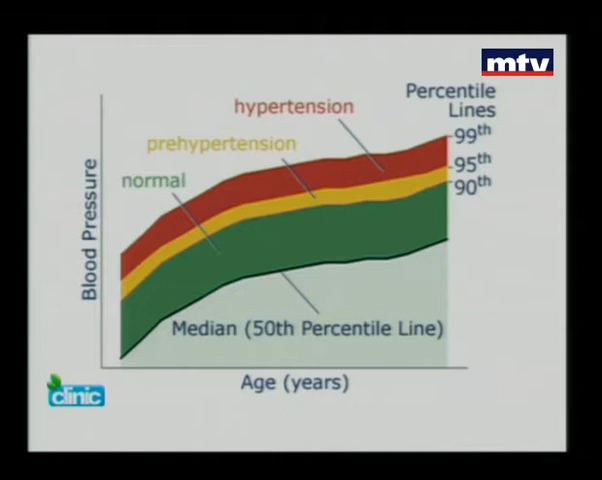 mtv
Percentile
Lines
hypertension
prehypertension
normal
99th
95th
90th
Blood Pressure
Median (50th Percentile Line)
Age (years)
clinic